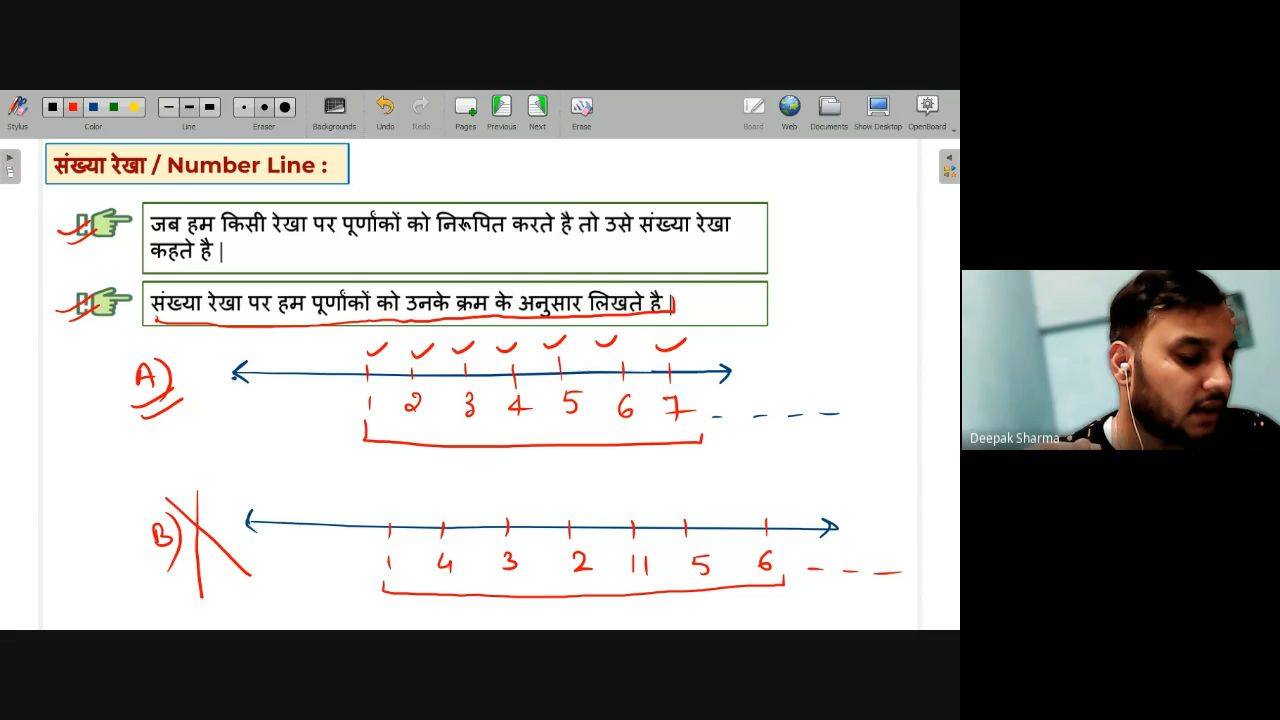 Stylus Color Line Eraser Backgrounds Undo Redo Pages Previous Next Erase Board Web Documents Show Desktop OpenBoard
संख्या रेखा / Number Line :
जब हम किसी रेखा पर पूर्णांकों को निरूपित करते है तो उसे संख्या रेखा
कहते है |
संख्या रेखा पर हम पूर्णांकों को उनके क्रम के अनुसार लिखते है |
A)
1 2 3 4 5 6 7
B)
1 4 3 2 11 5 6
Deepak Sharma